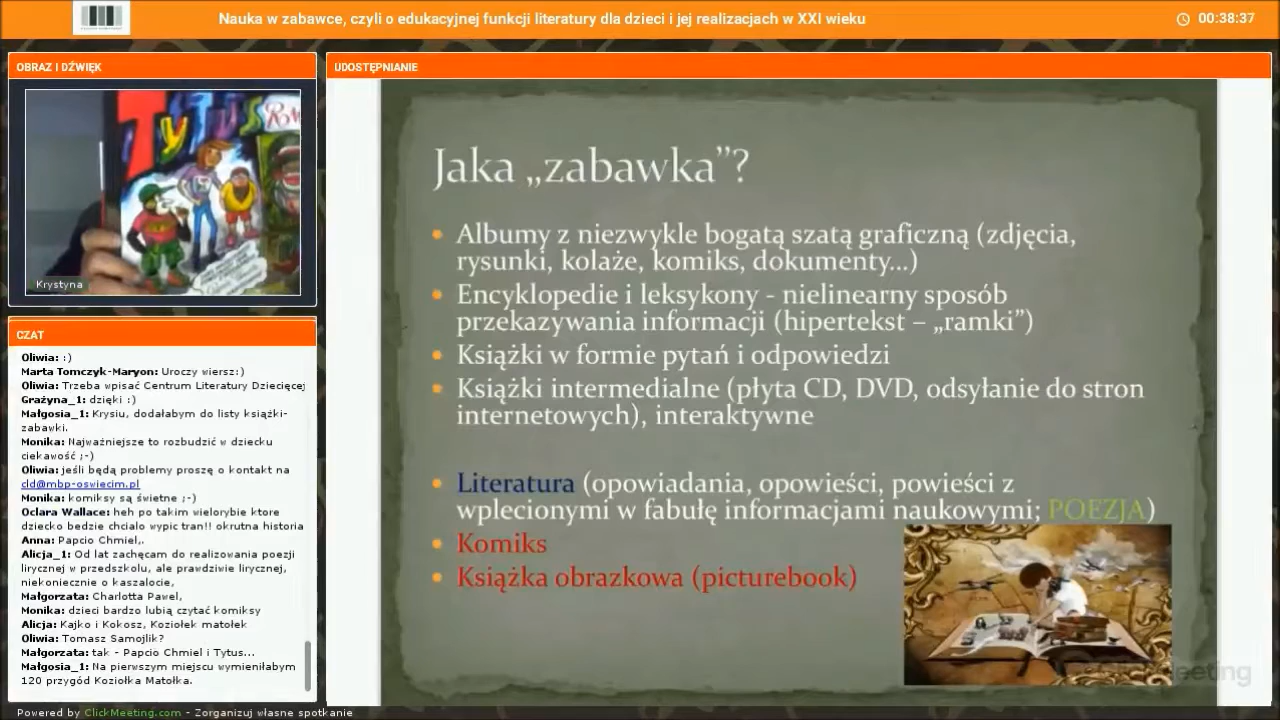 Nauka w zabawce, czyli o edukacyjnej funkcji literatury dla dzieci i jej realizacjach w XXI wieku
00:38:37
OBRAZ I DŹWIĘK
TyTUS
Krystyna
CZAT
Oliwia: :)
Marta Tomczyk-Maryon: Uroczy wiersz:)
Oliwia: Trzeba wpisać Centrum Literatury Dziecięcej
Grażyna_1: dzięki :)
Małgosia_1: Krysiu, dodałabym do listy książki-
zabawki.
Monika: Najważniejsze to rozbudzić w dziecku
ciekawość ;-)
Oliwia: jeśli będą problemy proszę o kontakt na
cld@mbp-oswiecim.pl
Monika: komiksy są świetne ;-)
Oclara Wallace: heh po takim wielorybie ktore
dziecko bedzie chcialo wypic tran!! okrutna historia
Anna: Papcio Chmiel,.
Alicja_1: Od lat zachęcam do realizowania poezji
lirycznej w przedszkolu, ale prawdziwie lirycznej,
niekoniecznie o kaszalocie,
Małgorzata: Charlotta Pawel,
Monika: dzieci bardzo lubią czytać komiksy
Alicja: Kajko i Kokosz, Koziołek matołek
Oliwia: Tomasz Samojlik?
Małgorzata: tak - Papcio Chmiel i Tytus...
Małgosia_1: Na pierwszym miejscu wymieniłabym
120 przygód Koziołka Matołka.
UDOSTĘPNIANIE
Jaka „zabawka”?
• Albumy z niezwykle bogatą szatą graficzną (zdjęcia,
rysunki, kolaże, komiks, dokumenty...)
• Encyklopedie i leksykony - nielinearny sposób
przekazywania informacji (hipertekst – „ramki”)
• Książki w formie pytań i odpowiedzi
• Książki intermedialne (płyta CD, DVD, odsyłanie do stron
internetowych), interaktywne
• Literatura (opowiadania, opowieści, powieści z
wplecionymi w fabułę informacjami naukowymi; POEZJA)
• Komiks
• Książka obrazkowa (picturebook)
ClickMeeting
Powered by ClickMeeting.com - Zorganizuj własne spotkanie